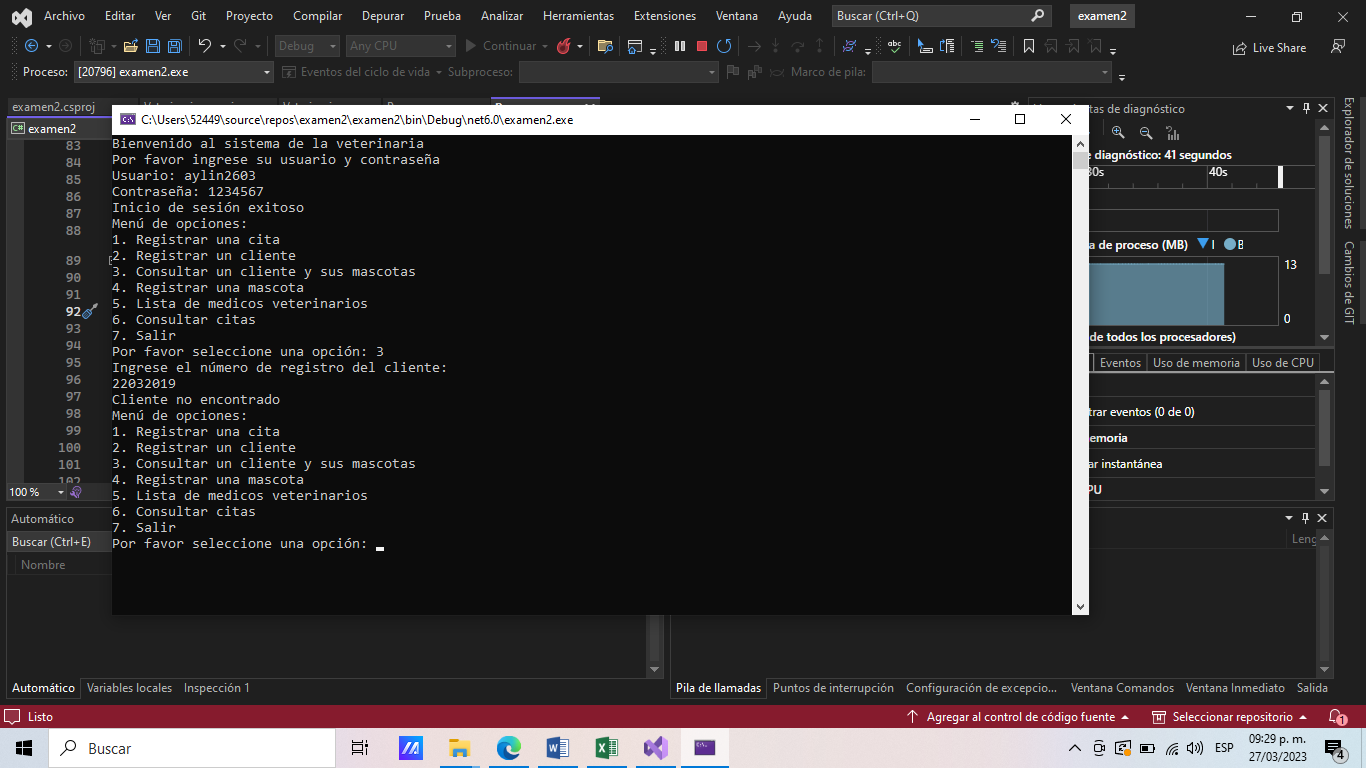 Archivo Editar Ver Git Proyecto Compilar Depurar Prueba Analizar Herramientas Extensiones Ventana Ayuda Buscar (Ctrl+Q) examen2
Debug Any CPU Continuar Live Share
Proceso: [20796] examen2.exe Eventos del ciclo de vida Subproceso: Marco de pila:
examen2.csproj
examen2
C:\Users\52449\source\repos\examen2\examen2\bin\Debug\net6.0\examen2.exe
83
84
85
86
87
88
89
90
91
92
93
94
95
96
97
98
99
100
101
102
100 %
Bienvenido al sistema de la veterinaria
Por favor ingrese su usuario y contraseña
Usuario: aylin2603
Contraseña: 1234567
Inicio de sesión exitoso
Menú de opciones:
1. Registrar una cita
2. Registrar un cliente
3. Consultar un cliente y sus mascotas
4. Registrar una mascota
5. Lista de medicos veterinarios
6. Consultar citas
7. Salir
Por favor seleccione una opción: 3
Ingrese el número de registro del cliente:
22032019
Cliente no encontrado
Menú de opciones:
1. Registrar una cita
2. Registrar un cliente
3. Consultar un cliente y sus mascotas
4. Registrar una mascota
5. Lista de medicos veterinarios
6. Consultar citas
7. Salir
Por favor seleccione una opción:
tas de diagnóstico
e diagnóstico: 41 segundos
30s 40s
a de proceso (MB) I B
13
0
de todos los procesadores)
Eventos Uso de memoria Uso de CPU
trar eventos (0 de 0)
emoria
ar instantánea
PU
Explorador de soluciones
Cambios de GIT
Automático
Buscar (Ctrl+E)
Nombre
Leng
Automático Variables locales Inspección 1
Pila de llamadas Puntos de interrupción Configuración de excepcio... Ventana Comandos Ventana Inmediato Salida
Listo Agregar al control de código fuente Seleccionar repositorio 1
Buscar
ESP
09:29 p. m.
27/03/2023
4